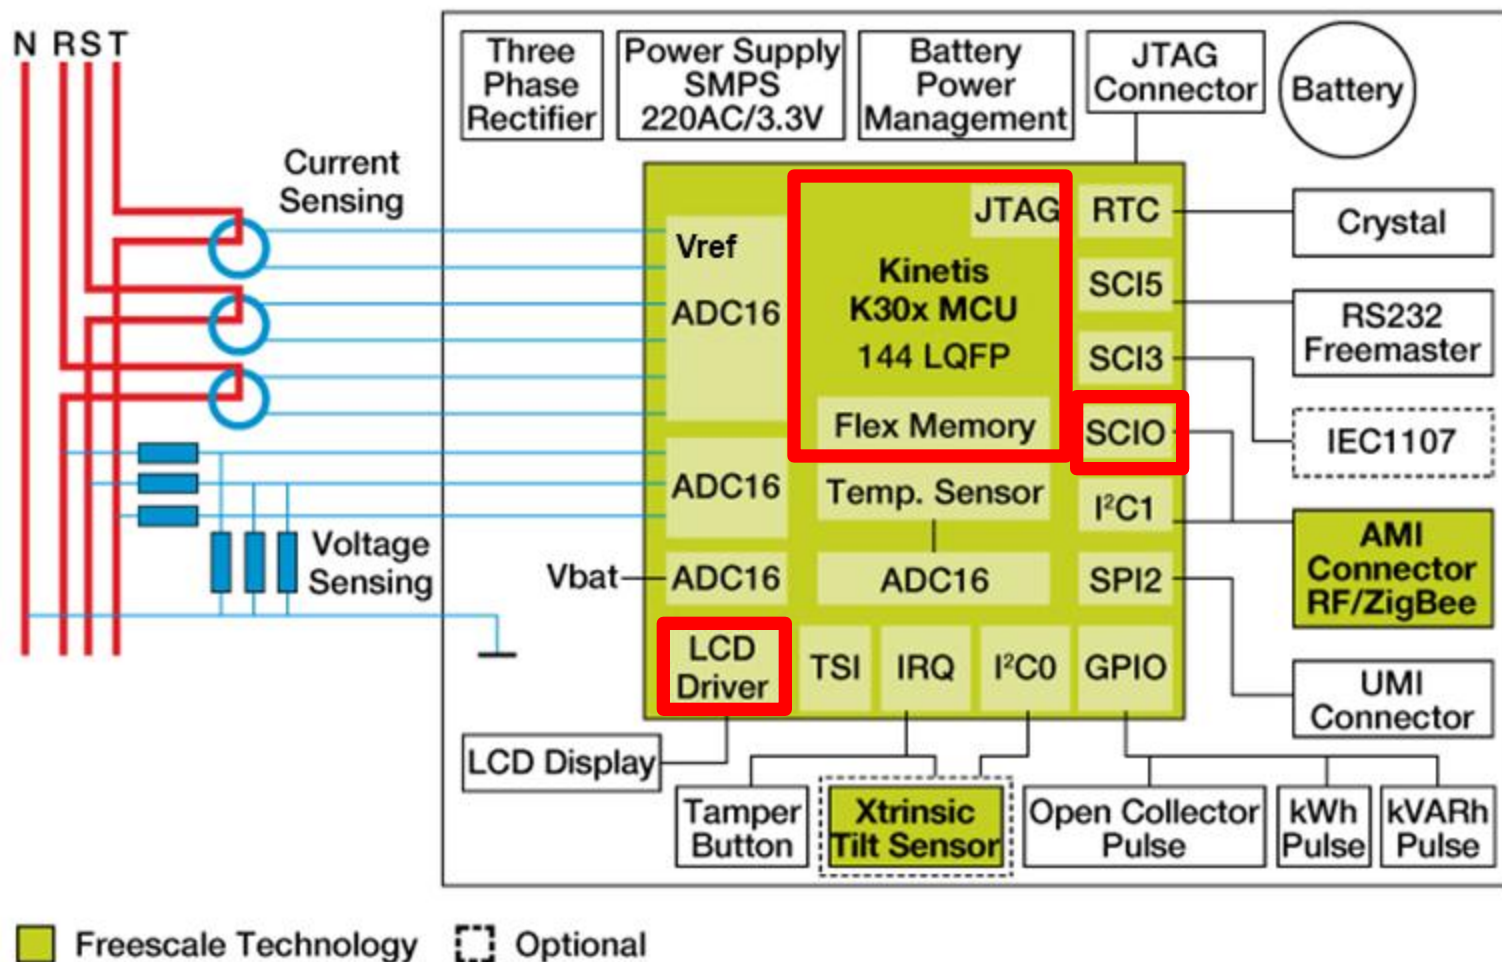 N R S T
Three
Phase
Rectifier
Power Supply
SMPS
220AC/3.3V
Battery
Power
Management
JTAG
Connector
Battery
Current
Sensing
Vref
ADC16
JTAG
Kinetis
K30x MCU
144 LQFP
Flex Memory
Temp. Sensor
ADC16
RTC
SCI5
SCI3
SCIO
I²C1
SPI2
GPIO
Crystal
RS232
Freemaster
IEC1107
AMI
Connector
RF/ZigBee
UMI
Connector
ADC16
Voltage
Sensing
Vbat
ADC16
LCD
Driver
TSI
IRQ
I²C0
LCD Display
Tamper
Button
Xtrinsic
Tilt Sensor
Open Collector
Pulse
kWh
Pulse
kVARh
Pulse
Freescale Technology
Optional